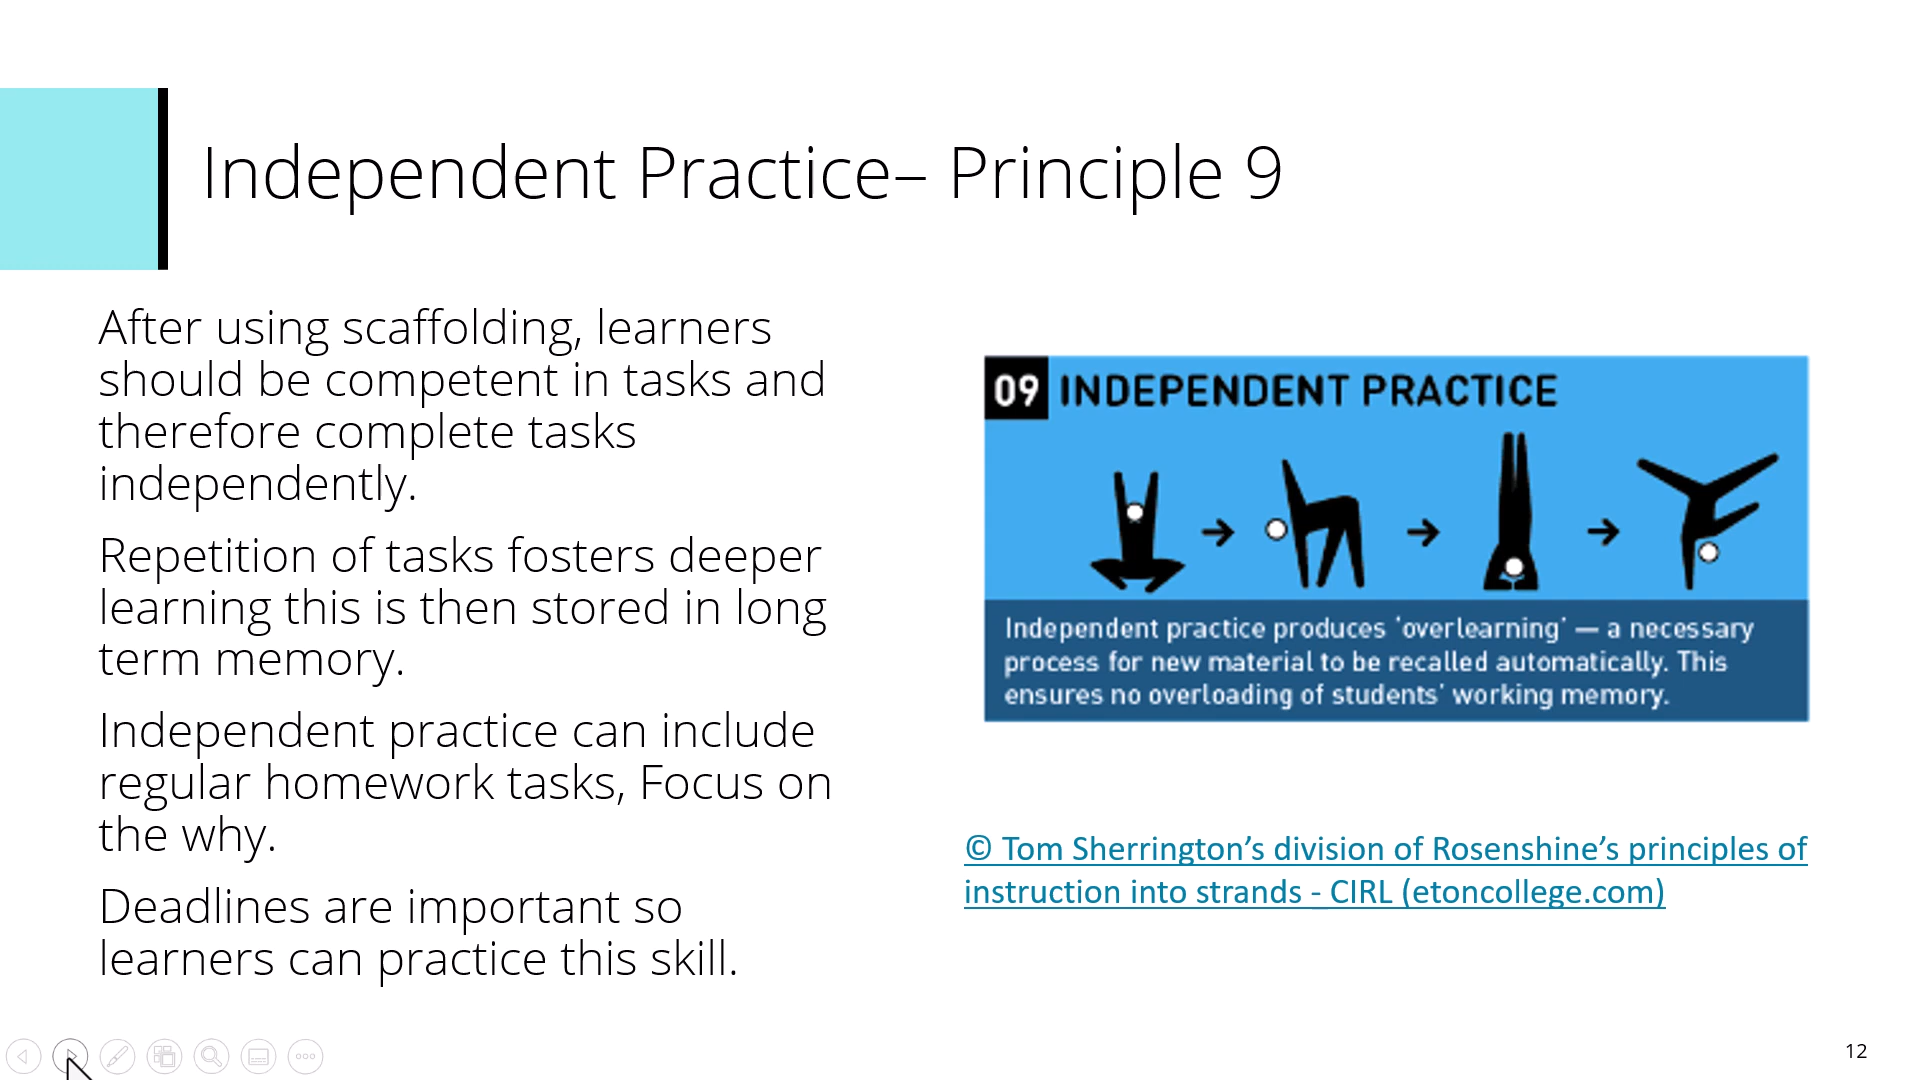 Independent Practice– Principle 9
After using scaffolding, learners
should be competent in tasks and
therefore complete tasks
independently.
Repetition of tasks fosters deeper
learning this is then stored in long
term memory.
Independent practice can include
regular homework tasks, Focus on
the why.
Deadlines are important so
learners can practice this skill.
09 INDEPENDENT PRACTICE
Independent practice produces ‘overlearning’ — a necessary
process for new material to be recalled automatically. This
ensures no overloading of students’ working memory.
© Tom Sherrington’s division of Rosenshine’s principles of
instruction into strands - CIRL (etoncollege.com)
12